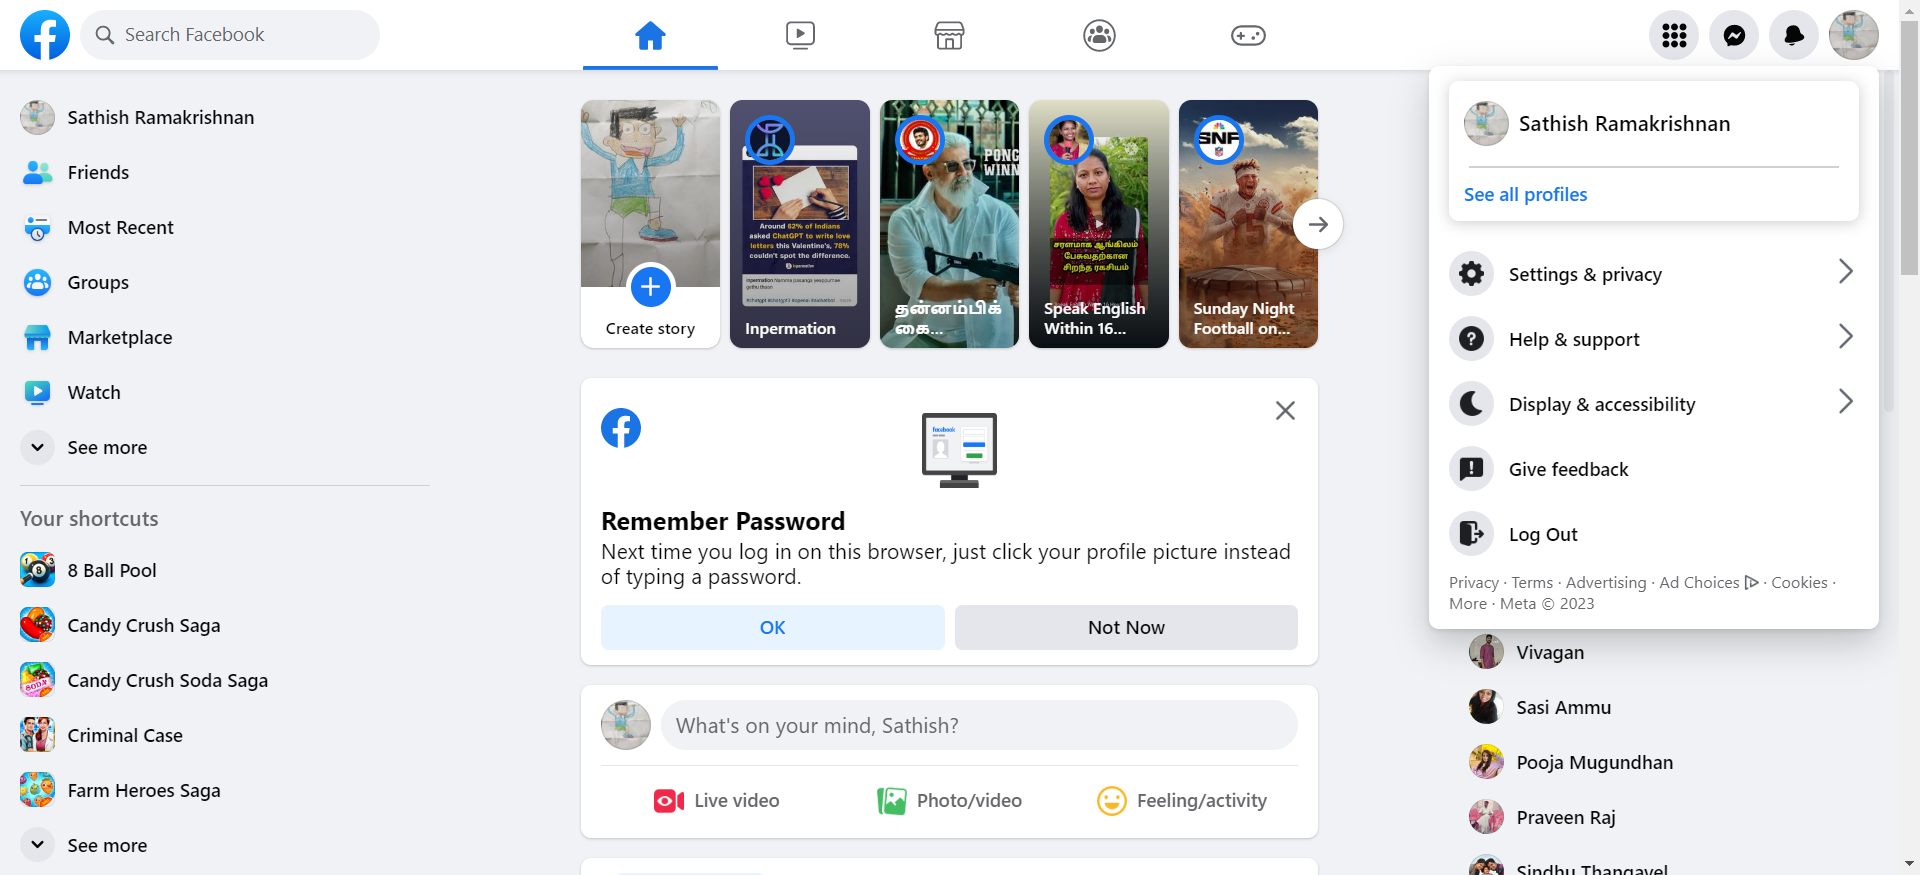 Search Facebook
Sathish Ramakrishnan
Friends
Most Recent
Groups
Marketplace
Watch
See more
Your shortcuts
8 Ball Pool
Candy Crush Saga
Candy Crush Soda Saga
Criminal Case
Farm Heroes Saga
See more
Create story
Around 62% of Indians
asked ChatGPT to write love
letters this Valentine's, 78%
couldn't spot the difference.
Inpermation
PONG
WINN
தன்னம்பிக்
கை...
சரளமாக ஆங்கிலம்
பேசுவதற்கான
சிறந்த ரகசியம்
Speak English
Within 16...
SNF
Sunday Night
Football on...
facebook
Remember Password
Next time you log in on this browser, just click your profile picture instead
of typing a password.
OK
Not Now
What's on your mind, Sathish?
Live video
Photo/video
Feeling/activity
Sathish Ramakrishnan
See all profiles
Settings & privacy
Help & support
Display & accessibility
Give feedback
Log Out
Privacy · Terms · Advertising · Ad Choices · Cookies ·
More · Meta © 2023
Vivagan
Sasi Ammu
Pooja Mugundhan
Praveen Raj
Sindhu Thangavel